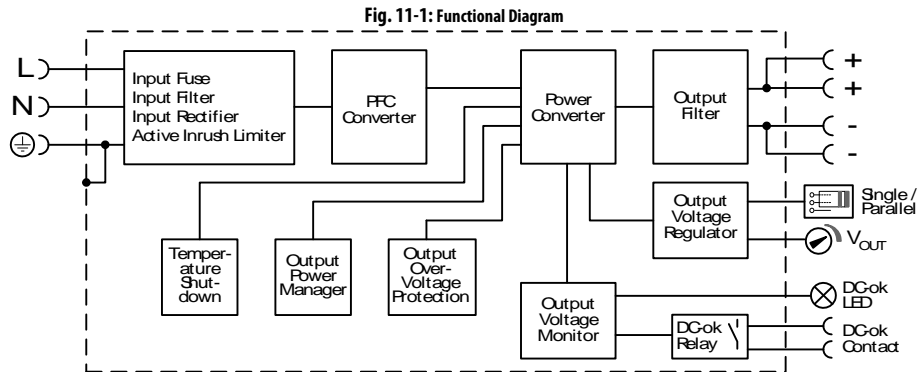 Fig. 11-1: Functional Diagram
L
N
Input Fuse
Input Filter
Input Rectifier
Active Inrush Limiter
PFC
Converter
Power
Converter
Output
Filter
+
+
-
-
Output
Voltage
Regulator
Single /
Parallel
VOUT
Temper-
ature
Shut-
down
Output
Power
Manager
Output
Over-
Voltage
Protection
Output
Voltage
Monitor
DC-ok
Relay
DC-ok
LED
DC-ok
Contact